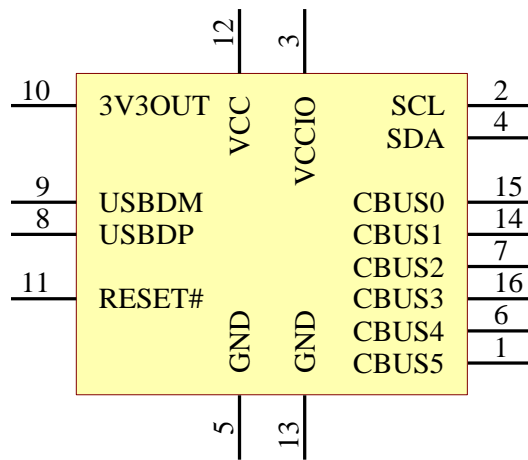 12
3
10
3V3OUT
VCC
VCCIO
SCL
2
SDA
4
9
USBDM
CBUS0
15
8
USBDP
CBUS1
14
CBUS2
7
11
RESET#
CBUS3
16
GND
GND
CBUS4
6
CBUS5
1
5
13